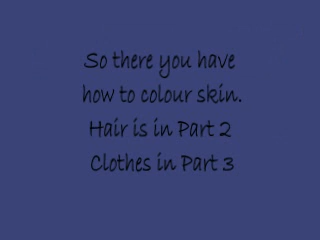 So there you have
how to colour skin.
Hair is in Part 2
Clothes in Part 3